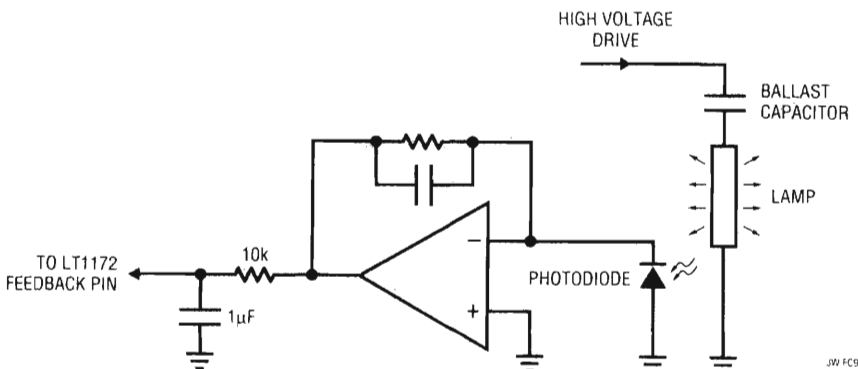 HIGH VOLTAGE
DRIVE
BALLAST
CAPACITOR
LAMP
10k
TO LT1172
FEEDBACK PIN
PHOTODIODE
1µF
−
+
JW FC9